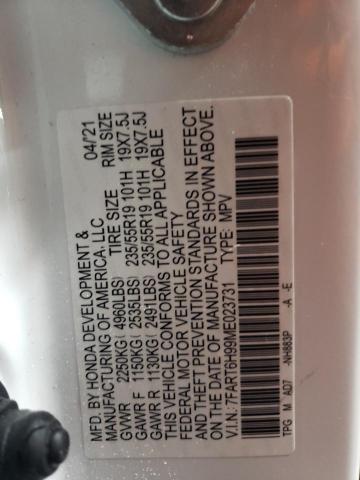 MFD. BY HONDA DEVELOPMENT & 04/21
MANUFACTURING OF AMERICA, LLC
TIRE SIZE RIM SIZE
GVWR 2250KG( 4960LBS)
GAWR F 1150KG( 2535LBS) 235/55R19 101H 19X7.5J
GAWR R 1130KG( 2491LBS) 235/55R19 101H 19X7.5J
THIS VEHICLE CONFORMS TO ALL APPLICABLE
FEDERAL MOTOR VEHICLE SAFETY
AND THEFT PREVENTION STANDARDS IN EFFECT
ON THE DATE OF MANUFACTURE SHOWN ABOVE.
V.I.N.: 7FART6H99ME023731 TYPE: MPV
TPG M AD7 -NH883P -A -E